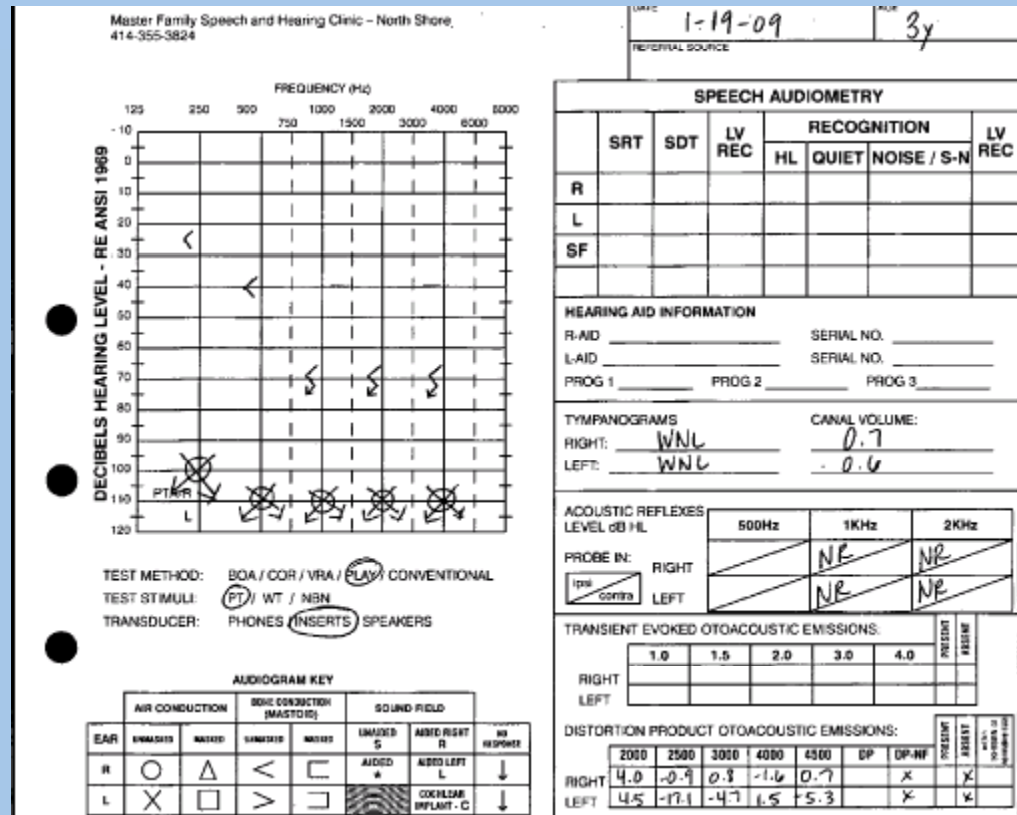 Master Family Speech and Hearing Clinic – North Shore
414-355-3824
DATE
1-19-09
AGE
3y
REFERRAL SOURCE
FREQUENCY (Hz)
125 250 500 1000 2000 4000 8000
750 1500 3000 6000
DECIBELS HEARING LEVEL - RE ANSI 1969
- 10
0
10
20
30
40
50
60
70
80
90
100
110
120
PTA/R
L
TEST METHOD: BOA / COR / VRA / PLAY / CONVENTIONAL
TEST STIMULI: PT / WT / NBN
TRANSDUCER: PHONES / INSERTS / SPEAKERS
AUDIOGRAM KEY
AIR CONDUCTION BONE CONDUCTION (MASTOID) SOUND FIELD
EAR UNMASKED MASKED UNMASKED MASKED UNAIDED S AIDED RIGHT R NO RESPONSE
R AIDED * AIDED LEFT L
L COCHLEAR IMPLANT - C
SPEECH AUDIOMETRY
SRT SDT LV REC RECOGNITION LV REC
HL QUIET NOISE / S-N
R
L
SF
HEARING AID INFORMATION
R-AID SERIAL NO.
L-AID SERIAL NO.
PROG 1 PROG 2 PROG 3
TYMPANOGRAMS CANAL VOLUME:
RIGHT: WNL 0.7
LEFT: WNL 0.6
ACOUSTIC REFLEXES
LEVEL dB HL 500Hz 1KHz 2KHz
PROBE IN:
ipsi contra
RIGHT NR NR
LEFT NR NR
TRANSIENT EVOKED OTOACOUSTIC EMISSIONS:
1.0 1.5 2.0 3.0 4.0 PRESENT ABSENT
RIGHT
LEFT
DISTORTION PRODUCT OTOACOUSTIC EMISSIONS:
2000 2500 3000 4000 4500 DP DP-NF PRESENT ABSENT
RIGHT 4.0 -0.9 0.8 -1.6 0.7 x x
LEFT 4.5 -17.1 -4.7 1.5 -5.3 x x